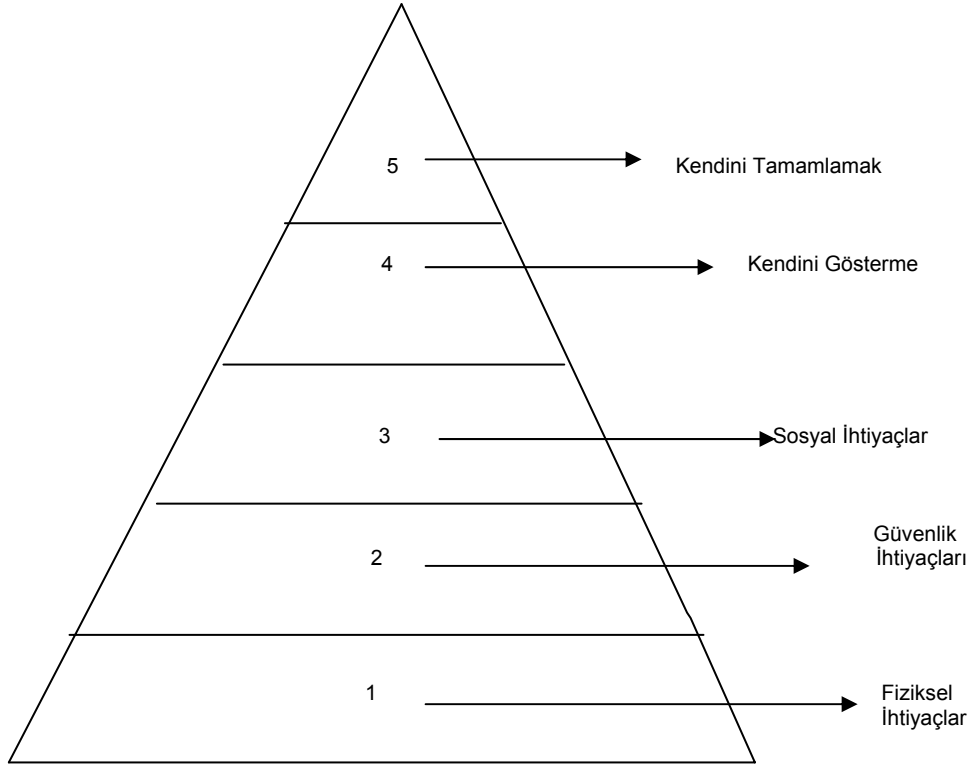 5 Kendini Tamamlamak
4 Kendini Gösterme
3 Sosyal İhtiyaçlar
Güvenlik
2 İhtiyaçları
1 Fiziksel
İhtiyaçlar